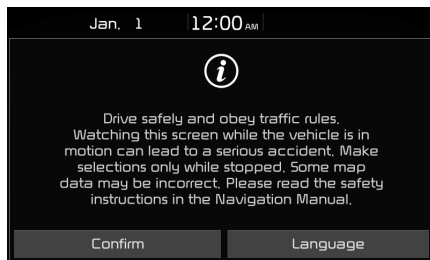 Jan. 1 12:00 AM
i
Drive safely and obey traffic rules.
Watching this screen while the vehicle is in
motion can lead to a serious accident. Make
selections only while stopped. Some map
data may be incorrect. Please read the safety
instructions in the Navigation Manual.
Confirm Language